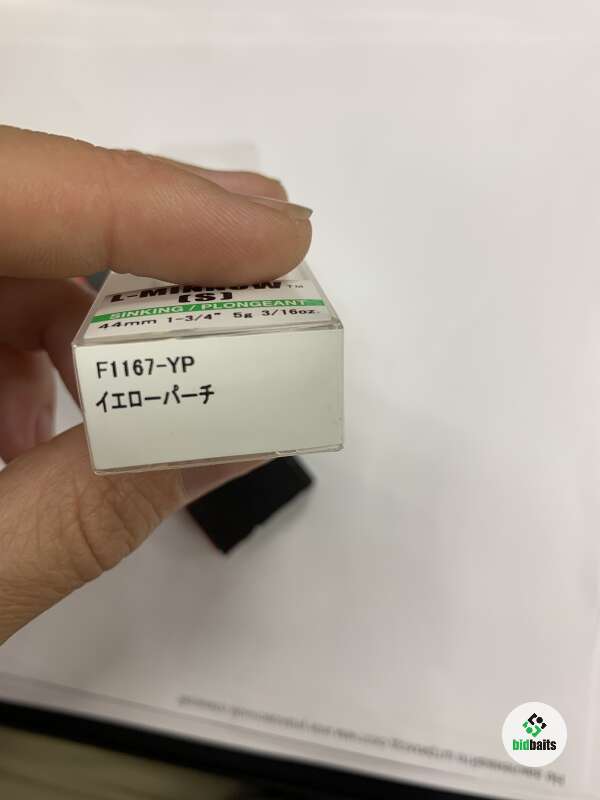 L-MINNOW™
(S)
SINKING / PLONGEANT
44mm 1-3/4" 5g 3/16oz.
F1167-YP
イエローパーチ
bidbaits